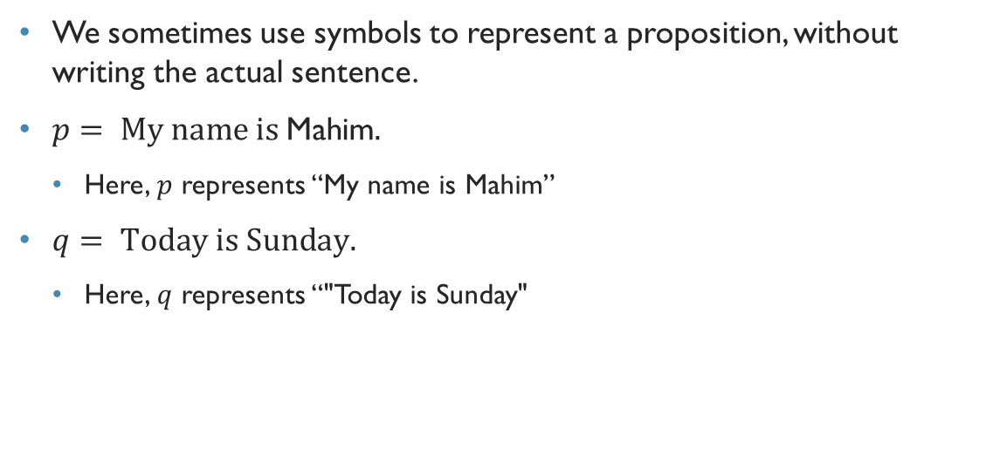 • We sometimes use symbols to represent a proposition, without
writing the actual sentence.
• p = My name is Mahim.
• Here, p represents “My name is Mahim”
• q = Today is Sunday.
• Here, q represents “"Today is Sunday"